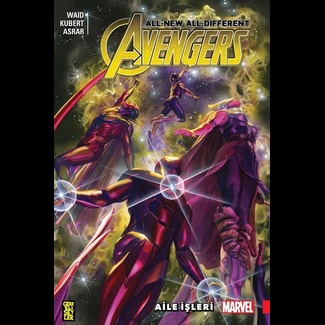 WAID
KUBERT
ASRAR
ALL-NEW ALL-DIFFERENT
AVENGERS
AİLE İŞLERİ
MARVEL